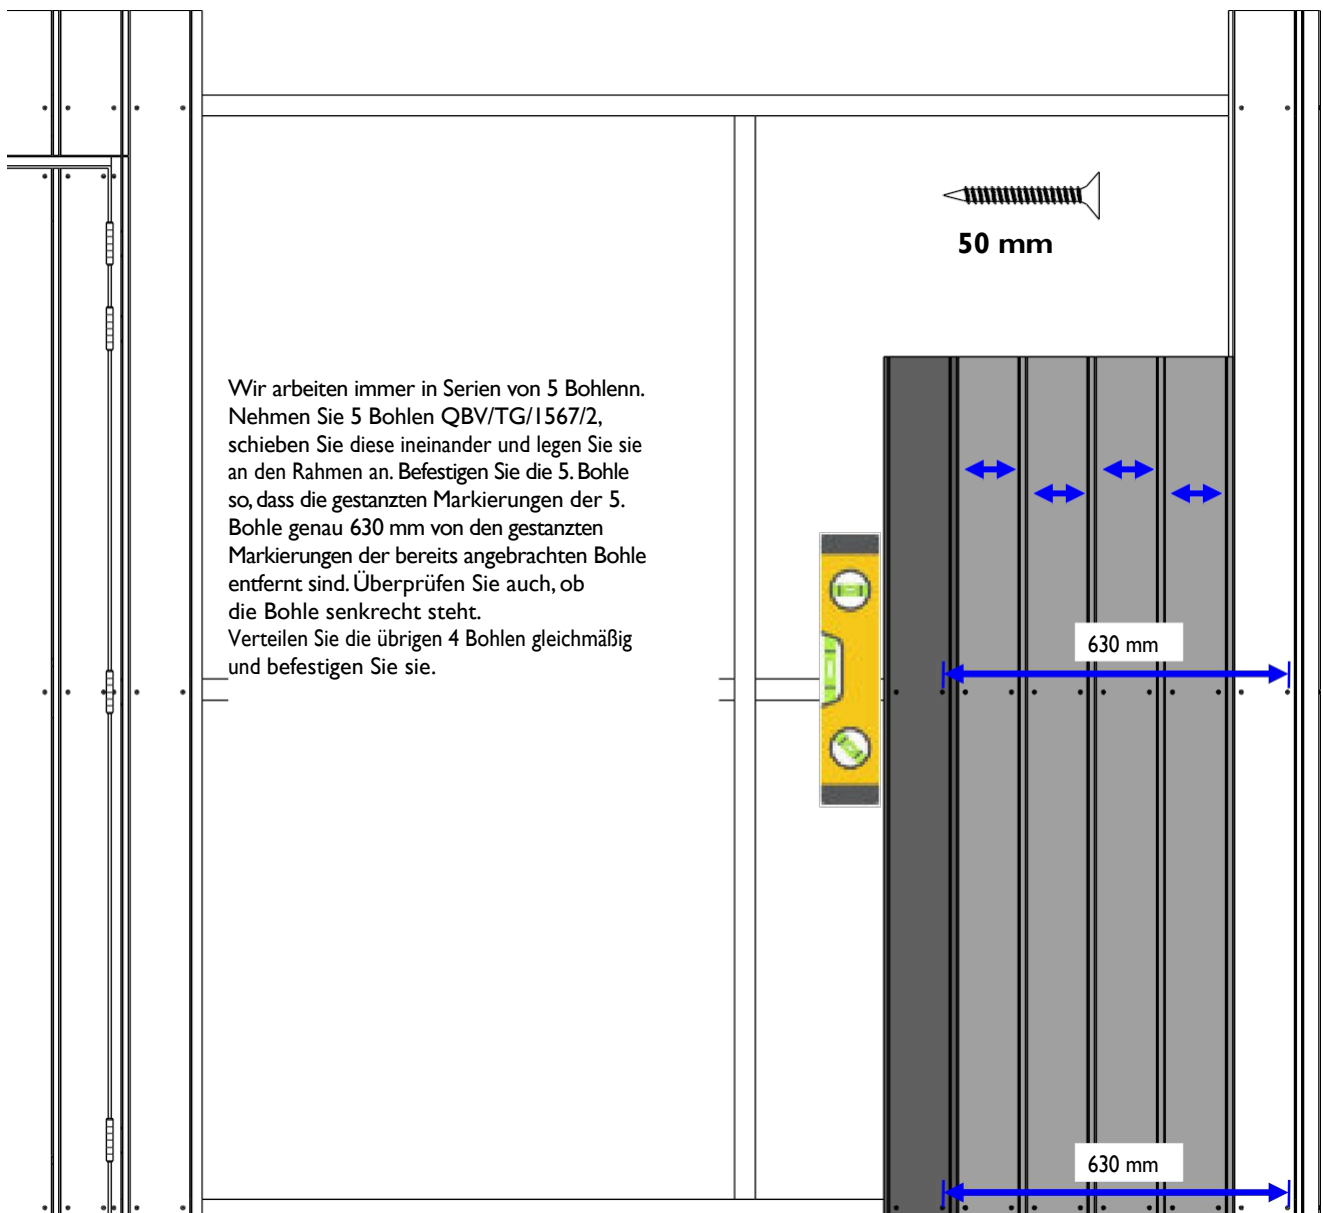 50 mm
Wir arbeiten immer in Serien von 5 Bohlenn.
Nehmen Sie 5 Bohlen QBV/TG/1567/2,
schieben Sie diese ineinander und legen Sie sie
an den Rahmen an. Befestigen Sie die 5. Bohle
so, dass die gestanzten Markierungen der 5.
Bohle genau 630 mm von den gestanzten
Markierungen der bereits angebrachten Bohle
entfernt sind. Überprüfen Sie auch, ob
die Bohle senkrecht steht.
Verteilen Sie die übrigen 4 Bohlen gleichmäßig
und befestigen Sie sie.
630 mm
630 mm